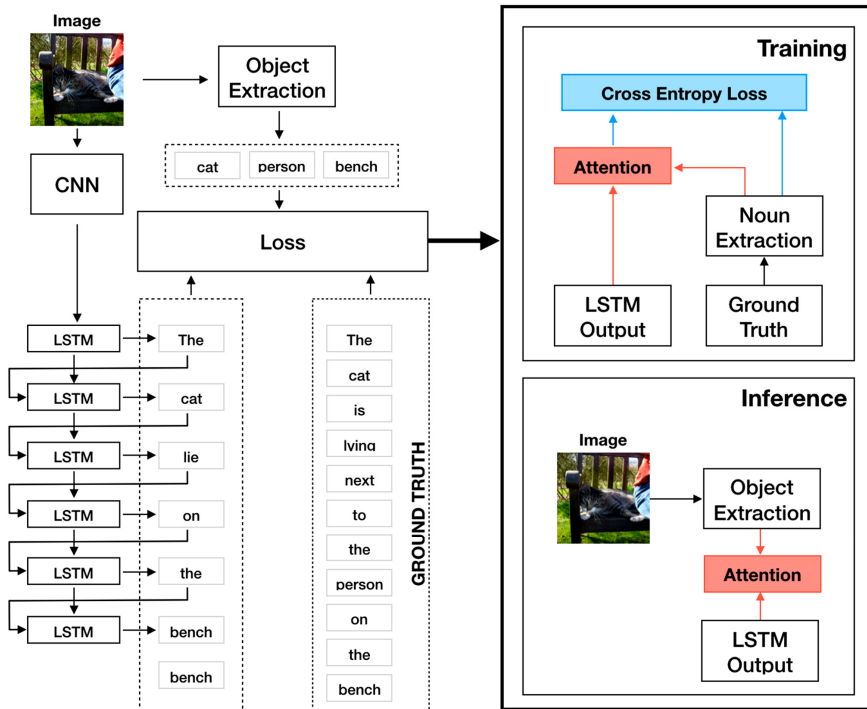 Image
Object
Extraction
cat
person
bench
CNN
Loss
LSTM
The
LSTM
cat
LSTM
lie
LSTM
on
LSTM
the
LSTM
bench
bench
The
cat
is
lying
next
to
the
person
on
the
bench
GROUND TRUTH
Training
Cross Entropy Loss
Attention
Noun
Extraction
LSTM
Output
Ground
Truth
Inference
Image
Object
Extraction
Attention
LSTM
Output